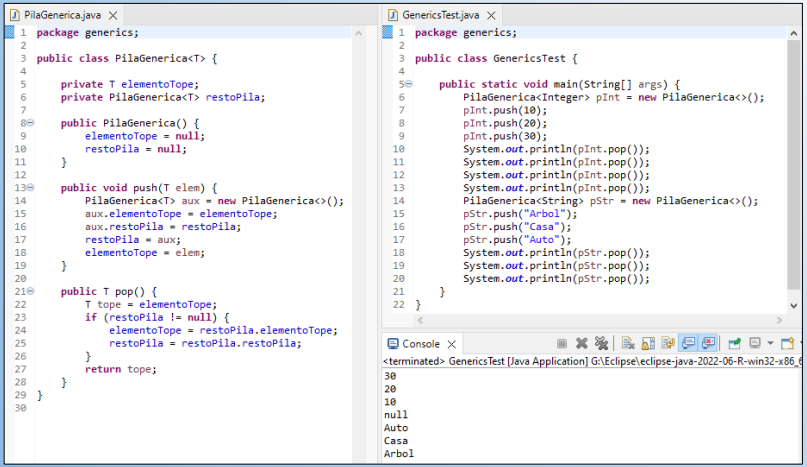 PilaGenerica.java
1 package generics;
2
3 public class PilaGenerica<T> {
4
5     private T elementoTope;
6     private PilaGenerica<T> restoPila;
7
8     public PilaGenerica() {
9         elementoTope = null;
10         restoPila = null;
11     }
12
13     public void push(T elem) {
14         PilaGenerica<T> aux = new PilaGenerica<>();
15         aux.elementoTope = elementoTope;
16         aux.restoPila = restoPila;
17         restoPila = aux;
18         elementoTope = elem;
19     }
20
21     public T pop() {
22         T tope = elementoTope;
23         if (restoPila != null) {
24             elementoTope = restoPila.elementoTope;
25             restoPila = restoPila.restoPila;
26         }
27         return tope;
28     }
29 }
30
GenericsTest.java
1 package generics;
2
3 public class GenericsTest {
4
5     public static void main(String[] args) {
6         PilaGenerica<Integer> pInt = new PilaGenerica<>();
7         pInt.push(10);
8         pInt.push(20);
9         pInt.push(30);
10         System.out.println(pInt.pop());
11         System.out.println(pInt.pop());
12         System.out.println(pInt.pop());
13         System.out.println(pInt.pop());
14         PilaGenerica<String> pStr = new PilaGenerica<>();
15         pStr.push("Arbol");
16         pStr.push("Casa");
17         pStr.push("Auto");
18         System.out.println(pStr.pop());
19         System.out.println(pStr.pop());
20         System.out.println(pStr.pop());
21     }
22 }
Console
<terminated> GenericsTest [Java Application] G:\Eclipse\eclipse-java-2022-06-R-win32-x86_6
30
20
10
null
Auto
Casa
Arbol